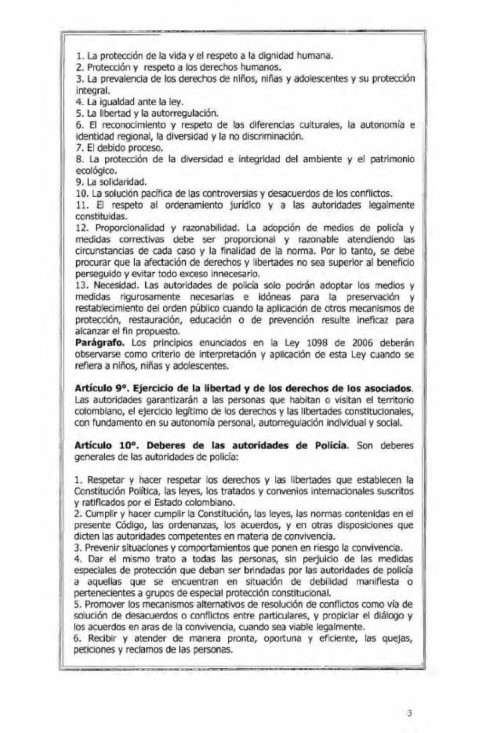 1. La protección de la vida y el respeto a la dignidad humana.
2. Protección y respeto a los derechos humanos.
3. La prevalencia de los derechos de niños, niñas y adolescentes y su protección
integral.
4. La igualdad ante la ley.
5. La libertad y la autorregulación.
6. El reconocimiento y respeto de las diferencias culturales, la autonomía e
identidad regional, la diversidad y la no discriminación.
7. El debido proceso.
8. La protección de la diversidad e integridad del ambiente y el patrimonio
ecológico.
9. La solidaridad.
10. La solución pacífica de las controversias y desacuerdos de los conflictos.
11. El respeto al ordenamiento jurídico y a las autoridades legalmente
constituidas.
12. Proporcionalidad y razonabilidad. La adopción de medios de policía y
medidas correctivas debe ser proporcional y razonable atendiendo las
circunstancias de cada caso y la finalidad de la norma. Por lo tanto, se debe
procurar que la afectación de derechos y libertades no sea superior al beneficio
perseguido y evitar todo exceso innecesario.
13. Necesidad. Las autoridades de policía solo podrán adoptar los medios y
medidas rigurosamente necesarias e idóneas para la preservación y
restablecimiento del orden público cuando la aplicación de otros mecanismos de
protección, restauración, educación o de prevención resulte ineficaz para
alcanzar el fin propuesto.
Parágrafo. Los principios enunciados en la Ley 1098 de 2006 deberán
observarse como criterio de interpretación y aplicación de esta Ley cuando se
refiera a niños, niñas y adolescentes.
Artículo 9°. Ejercicio de la libertad y de los derechos de los asociados.
Las autoridades garantizarán a las personas que habitan o visitan el territorio
colombiano, el ejercicio legítimo de los derechos y las libertades constitucionales,
con fundamento en su autonomía personal, autorregulación individual y social.
Artículo 10°. Deberes de las autoridades de Policía. Son deberes
generales de las autoridades de policía:
1. Respetar y hacer respetar los derechos y las libertades que establecen la
Constitución Política, las leyes, los tratados y convenios internacionales suscritos
y ratificados por el Estado colombiano.
2. Cumplir y hacer cumplir la Constitución, las leyes, las normas contenidas en el
presente Código, las ordenanzas, los acuerdos, y en otras disposiciones que
dicten las autoridades competentes en materia de convivencia.
3. Prevenir situaciones y comportamientos que ponen en riesgo la convivencia.
4. Dar el mismo trato a todas las personas, sin perjuicio de las medidas
especiales de protección que deban ser brindadas por las autoridades de policía
a aquellas que se encuentran en situación de debilidad manifiesta o
pertenecientes a grupos de especial protección constitucional.
5. Promover los mecanismos alternativos de resolución de conflictos como vía de
solución de desacuerdos o conflictos entre particulares, y propiciar el diálogo y
los acuerdos en aras de la convivencia, cuando sea viable legalmente.
6. Recibir y atender de manera pronta, oportuna y eficiente, las quejas,
peticiones y reclamos de las personas.
3